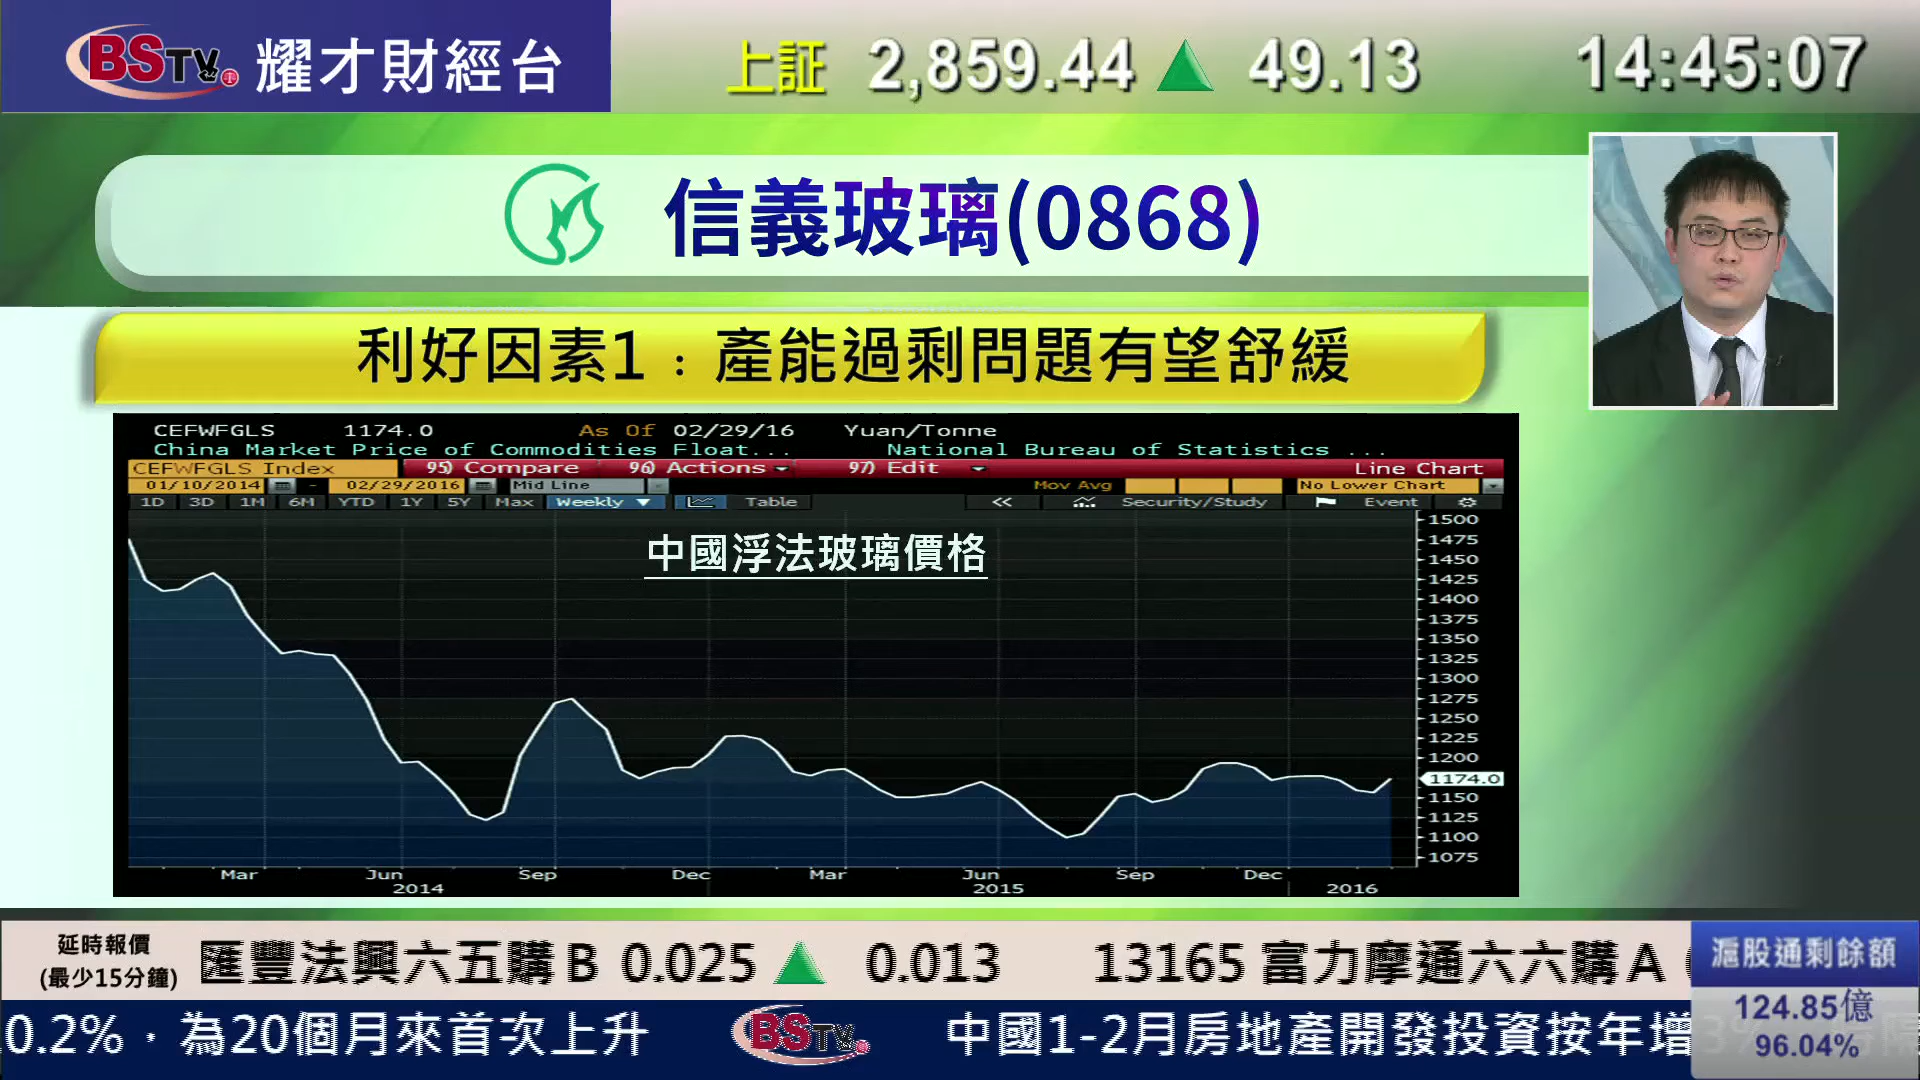 BSTV 耀才財經台
上証 2,859.44 ▲ 49.13 14:45:07
信義玻璃(0868)
利好因素1：產能過剩問題有望舒緩
CEFWFGLS 1174.0 As Of 02/29/16 Yuan/Tonne
China Market Price of Commodities Float... National Bureau of Statistics ...
CEFWFGLS Index 95) Compare 96) Actions 97) Edit Line Chart
01/10/2014 - 02/29/2016 Mid Line Mov Avg No Lower Chart
1D 3D 1M 6M YTD 1Y 5Y Max Weekly ▼ Table « Security/Study Event
中國浮法玻璃價格
1500
1475
1450
1425
1400
1375
1350
1325
1300
1275
1250
1225
1200
1174.0
1150
1125
1100
1075
Mar Jun Sep Dec Mar Jun Sep Dec
2014 2015 2016
延時報價
(最少15分鐘)
匯豐法興六五購B 0.025 ▲ 0.013 13165 富力摩通六六購A
滬股通剩餘額
124.85億
96.04%
0.2%，為20個月來首次上升 BSTV 中國1-2月房地產開發投資按年增